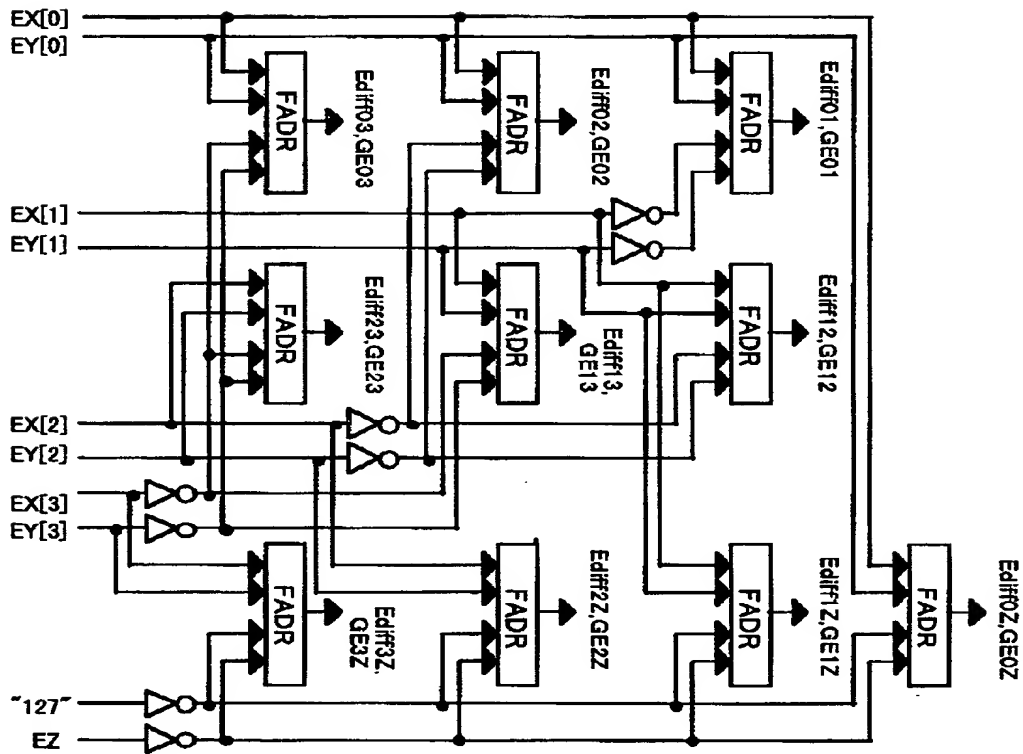 EX[0]
EY[0]
FADR
Ediff03,GE03
FADR
Ediff02,GE02
FADR
Ediff01,GE01
EX[1]
EY[1]
FADR
Ediff23,GE23
FADR
Ediff13,
GE13
FADR
Ediff12,GE12
EX[2]
EY[2]
EX[3]
EY[3]
FADR
Ediff3Z,
GE3Z
FADR
Ediff2Z,GE2Z
FADR
Ediff1Z,GE1Z
FADR
Ediff0Z,GE0Z
"127"
EZ